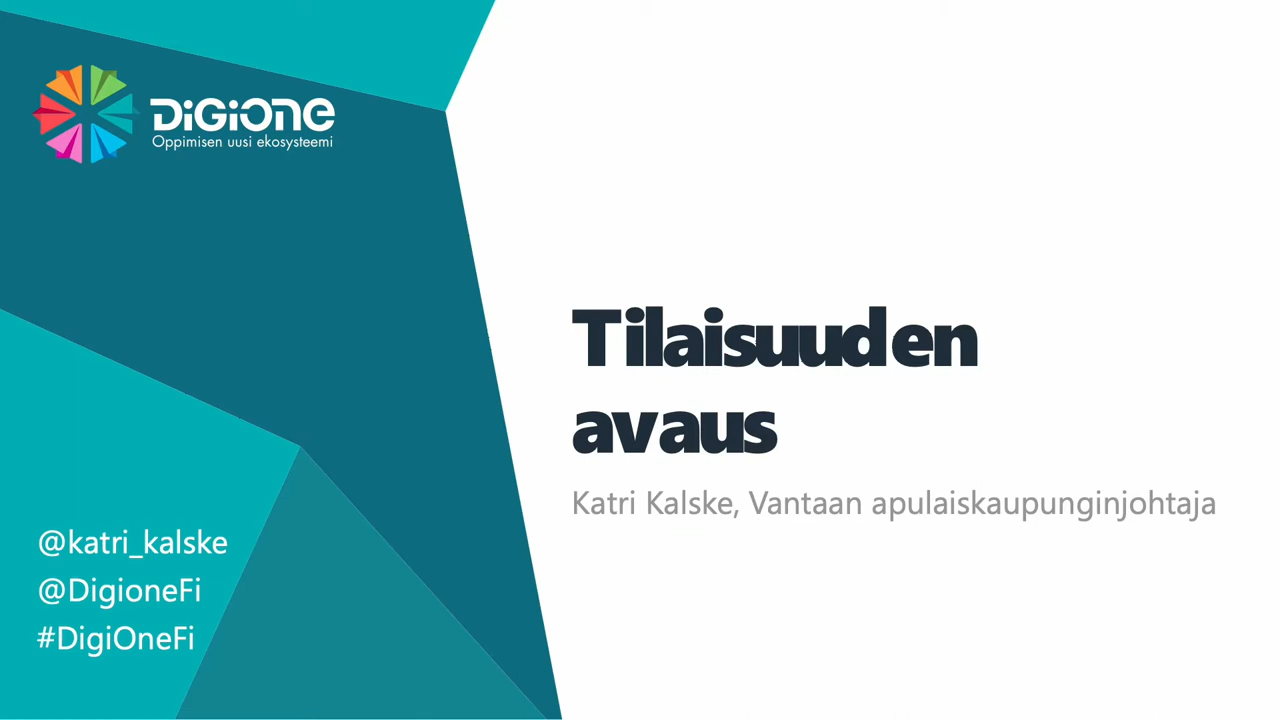 DIGIONE
Oppimisen uusi ekosysteemi
Tilaisuuden
avaus
Katri Kalske, Vantaan apulaiskaupunginjohtaja
@katri_kalske
@DigioneFi
#DigiOneFi